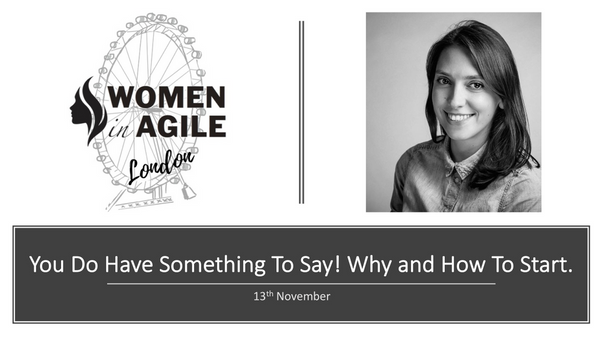 WOMEN
in AGILE
London
You Do Have Something To Say! Why and How To Start.
13th November